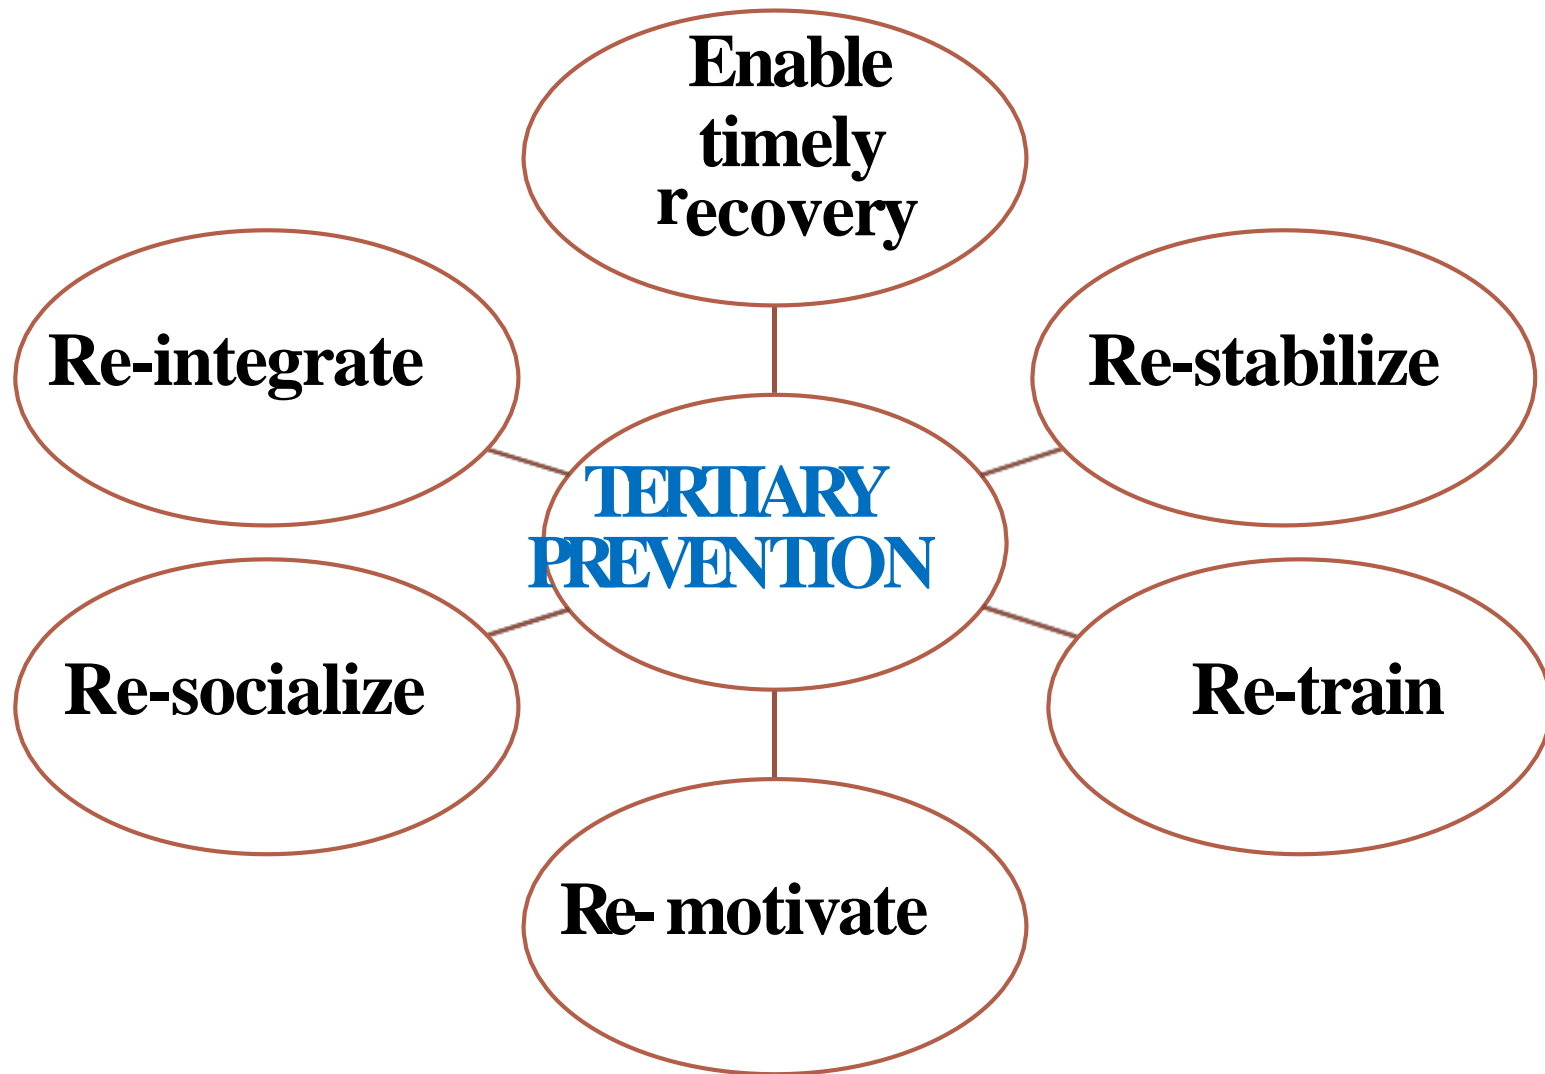 Enable
timely
recovery
Re-integrate
Re-stabilize
TERTIARY
PREVENTION
Re-socialize
Re-train
Re- motivate